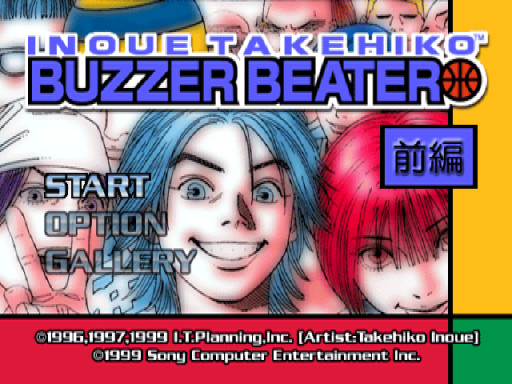 INOUE TAKEHIKO™
BUZZER BEATER
前編
START
OPTION
GALLERY
©1996,1997,1999 I.T.Planning,Inc. [Artist:Takehiko Inoue]
©1999 Sony Computer Entertainment Inc.